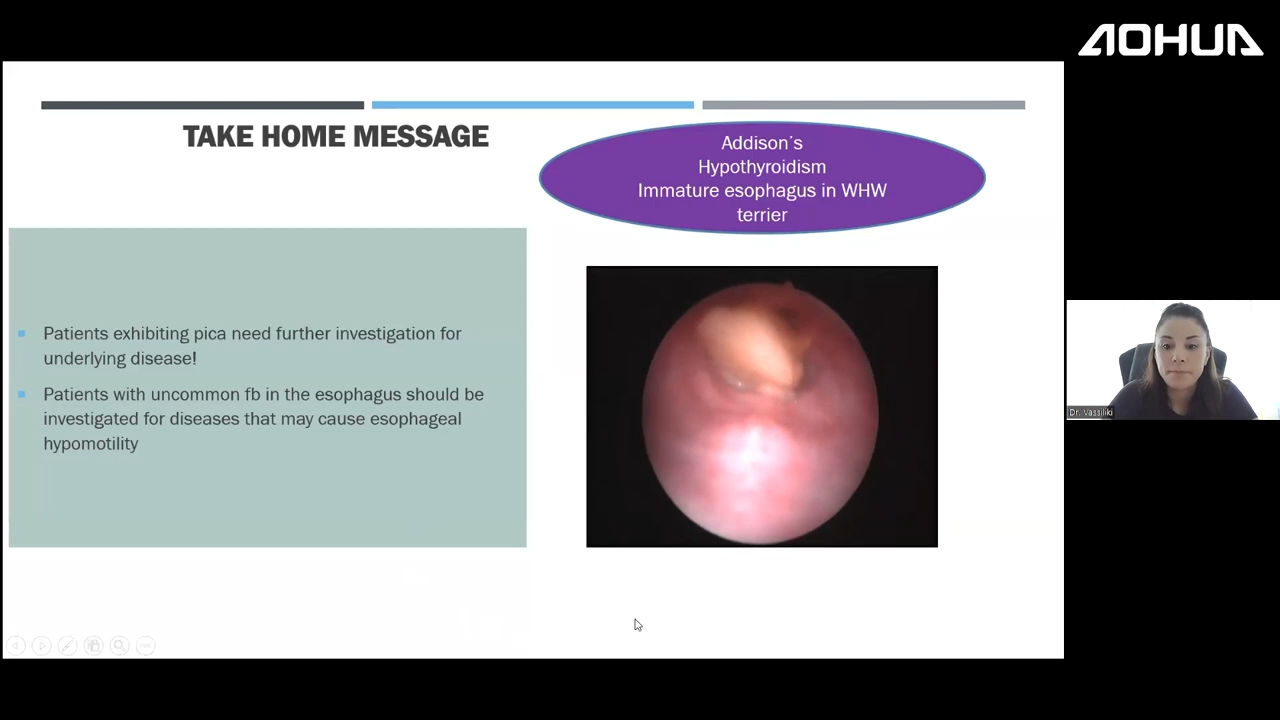 AOHUA
TAKE HOME MESSAGE
Addison's
Hypothyroidism
Immature esophagus in WHW
terrier
Patients exhibiting pica need further investigation for
underlying disease!
Patients with uncommon fb in the esophagus should be
investigated for diseases that may cause esophageal
hypomotility
Dr. Vassiliki